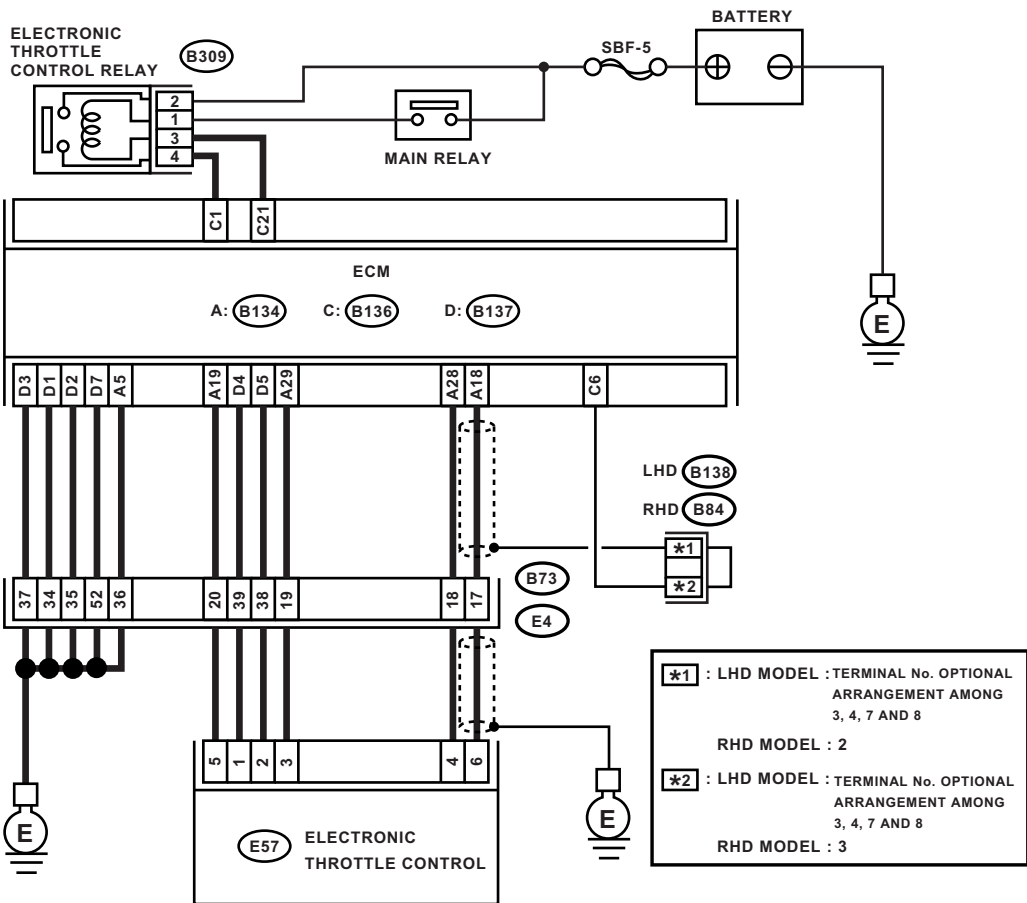 BATTERY
ELECTRONIC
THROTTLE
CONTROL RELAY
B309
SBF-5
2
1
3
4
MAIN RELAY
C1 C21
ECM
A: B134 C: B136 D: B137
E
D3 D1 D2 D7 A5 A19 D4 D5 A29 A28 A18 C6
LHD B138
RHD B84
*1
*2
B73
E4
37 34 35 52 36 20 39 38 19 18 17
*1 : LHD MODEL : TERMINAL No. OPTIONAL
ARRANGEMENT AMONG
3, 4, 7 AND 8
RHD MODEL : 2
*2 : LHD MODEL : TERMINAL No. OPTIONAL
ARRANGEMENT AMONG
3, 4, 7 AND 8
RHD MODEL : 3
5 1 2 3 4 6
E
E
E57 ELECTRONIC
THROTTLE CONTROL